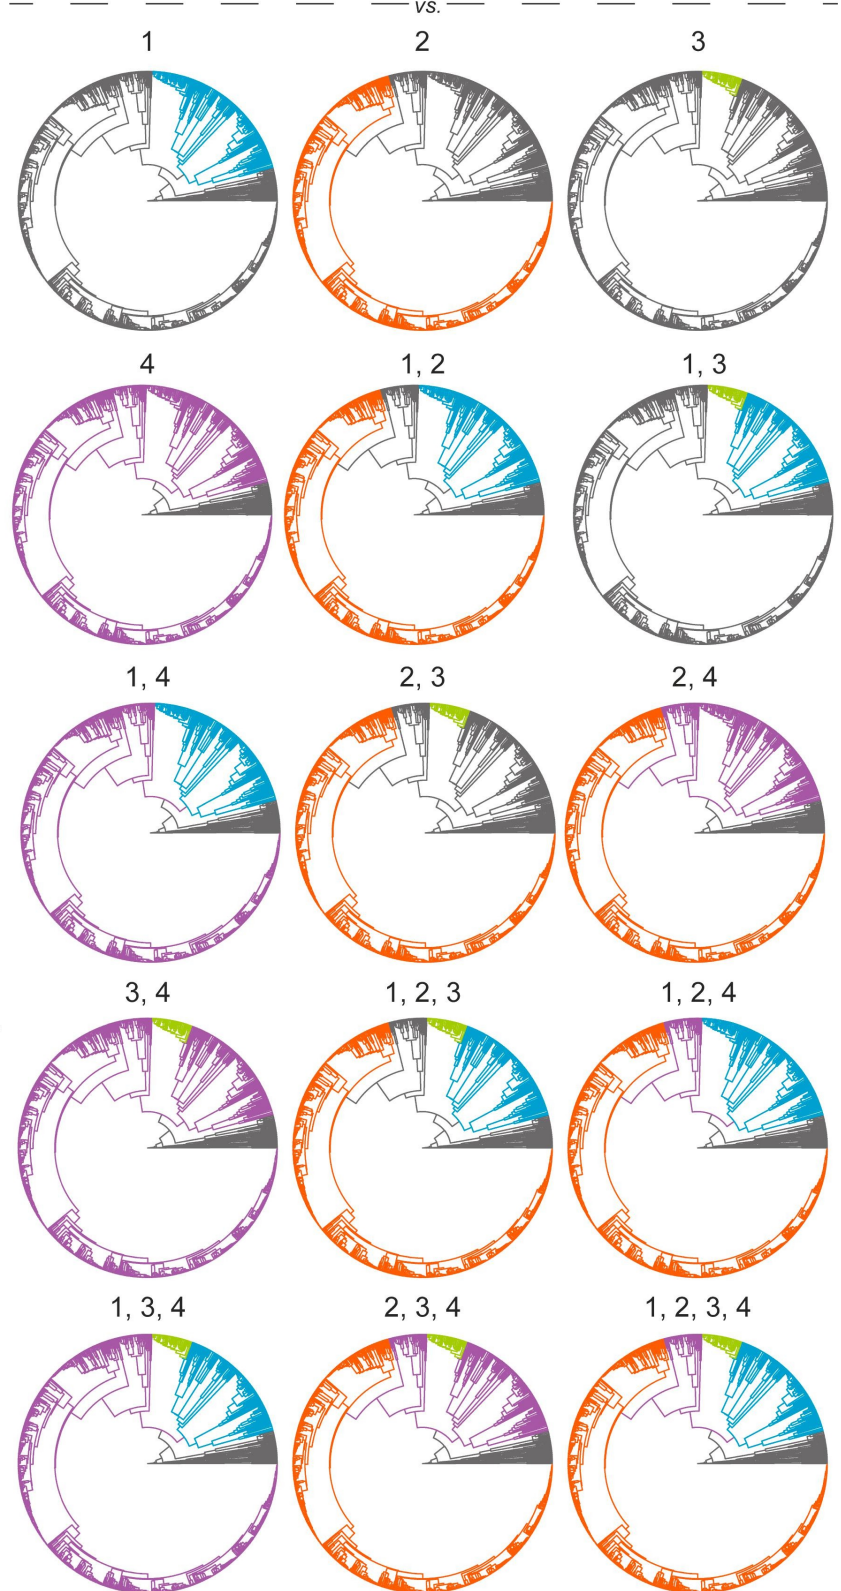 vs.
1 2 3
4 1, 2 1, 3
1, 4 2, 3 2, 4
3, 4 1, 2, 3 1, 2, 4
1, 3, 4 2, 3, 4 1, 2, 3, 4